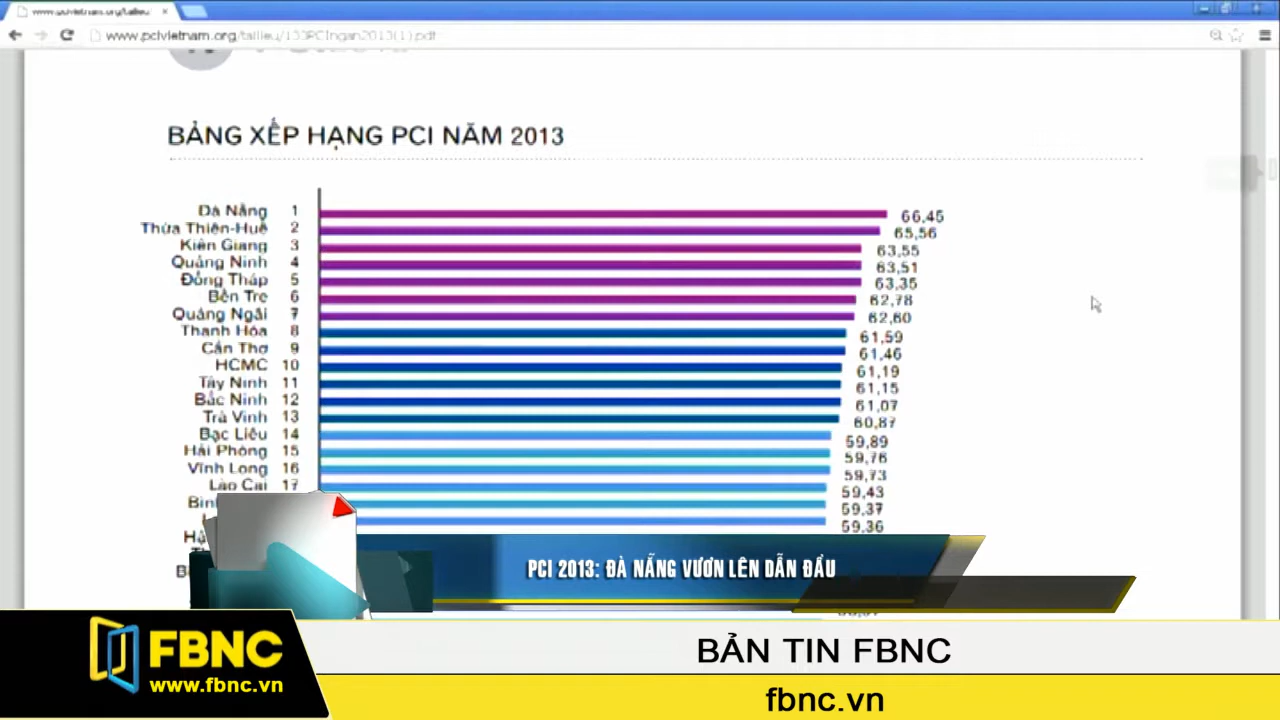 www.pcivietnam.org/tailieu
www.pcivietnam.org/tailieu/133PCIngan2013(1).pdf
BẢNG XẾP HẠNG PCI NĂM 2013
Đà Nẵng 1 66,45
Thừa Thiên-Huế 2 65,56
Kiên Giang 3 63,55
Quảng Ninh 4 63,51
Đồng Tháp 5 63,35
Bến Tre 6 62,78
Quảng Ngãi 7 62,60
Thanh Hóa 8 61,59
Cần Thơ 9 61,46
HCMC 10 61,19
Tây Ninh 11 61,15
Bắc Ninh 12 61,07
Trà Vinh 13 60,87
Bạc Liêu 14 59,89
Hải Phòng 15 59,76
Vĩnh Long 16 59,73
Lào Cai 17 59,43
59,37
59,36
PCI 2013: ĐÀ NẴNG VƯƠN LÊN DẪN ĐẦU
FBNC
www.fbnc.vn
BẢN TIN FBNC
fbnc.vn